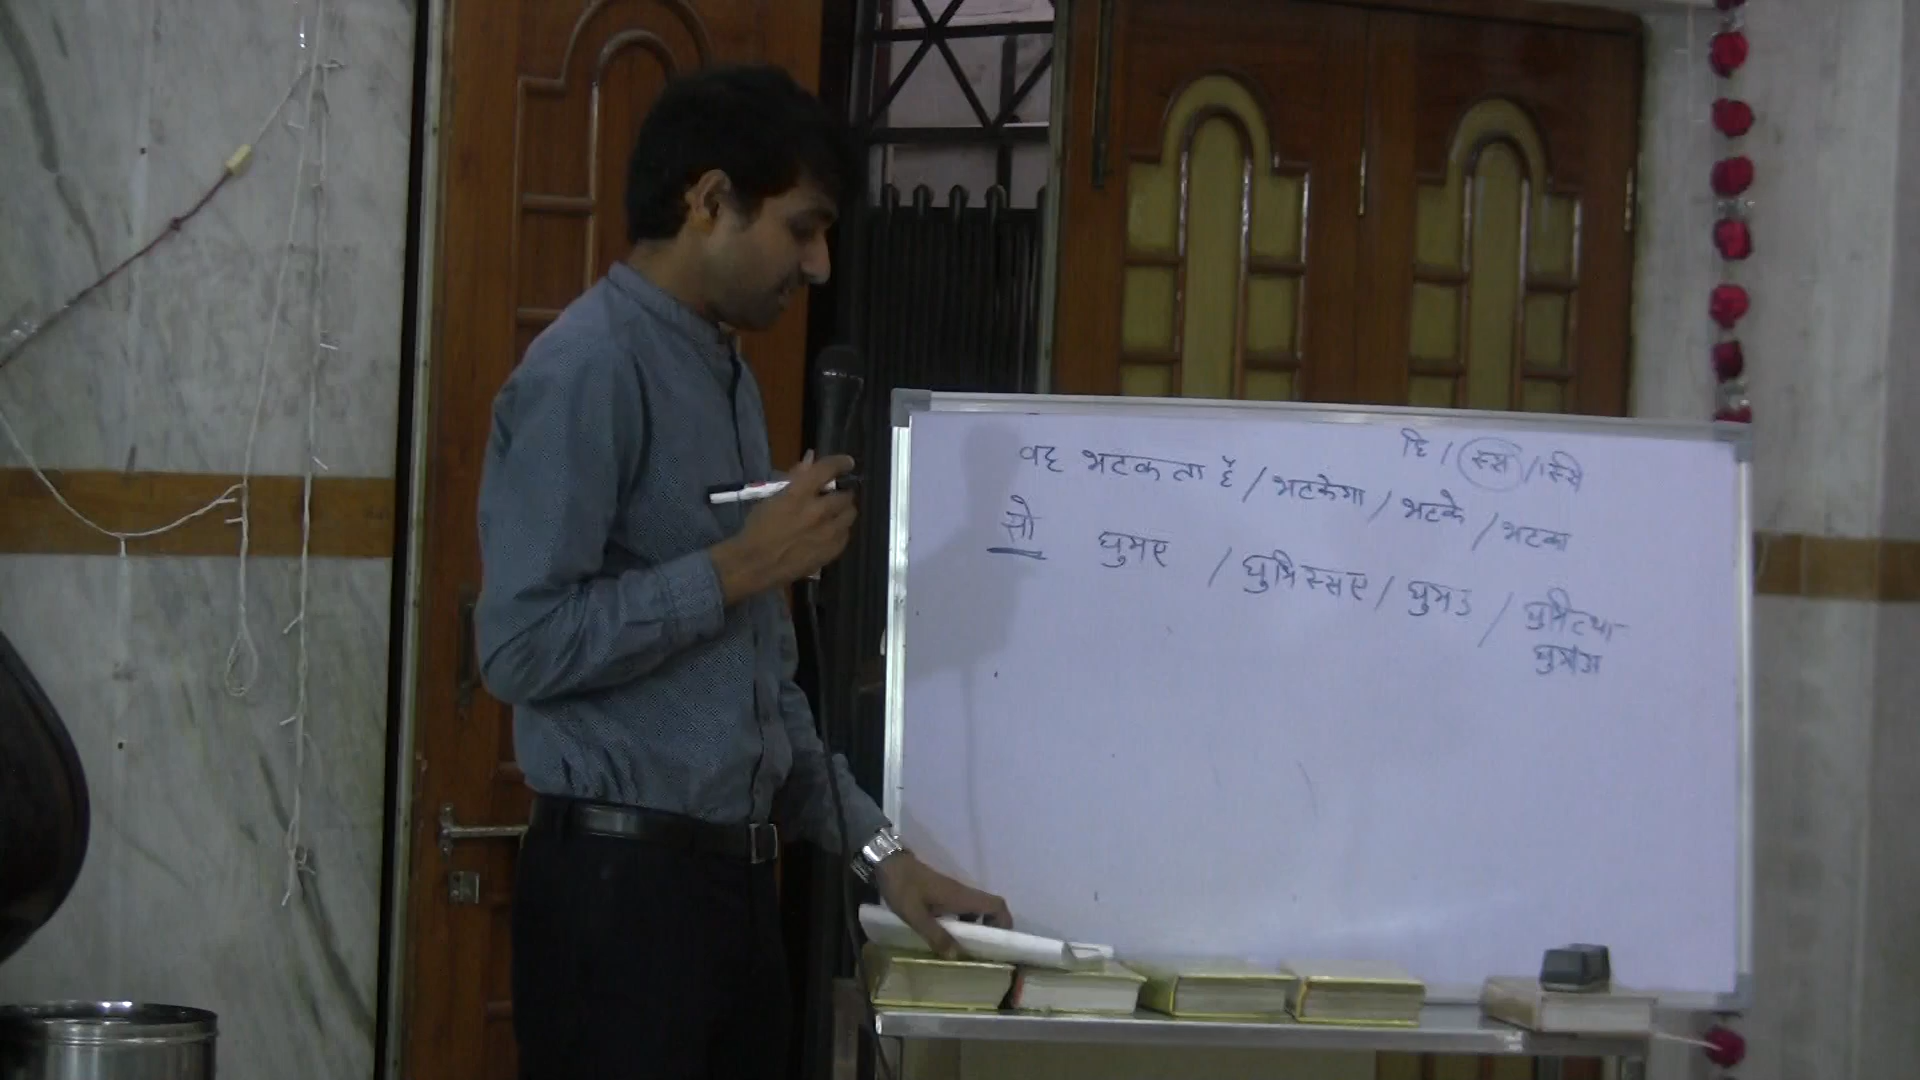 हि / स्स / स्सि
वह भटकता है / भटकेगा / भटके / भटका
सो घुमए / घुमिस्सए / घुमउ / घुमित्था
घुमीअ